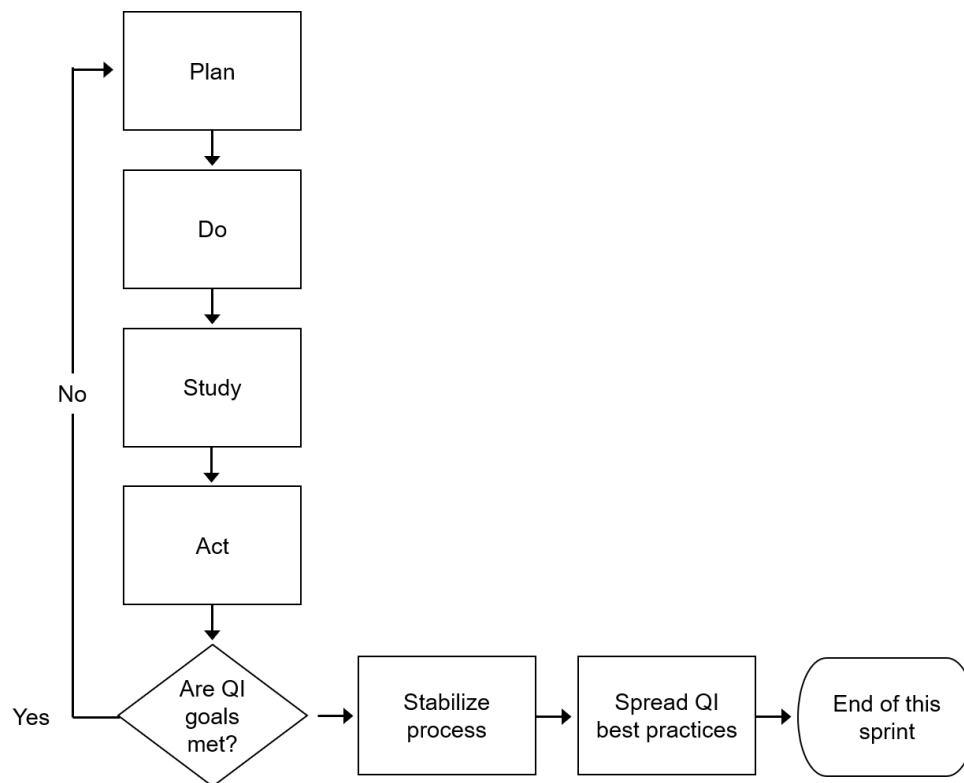 Plan
Do
Study
No
Act
Are QI
goals
met?
Yes
Stabilize
process
Spread QI
best practices
End of this
sprint